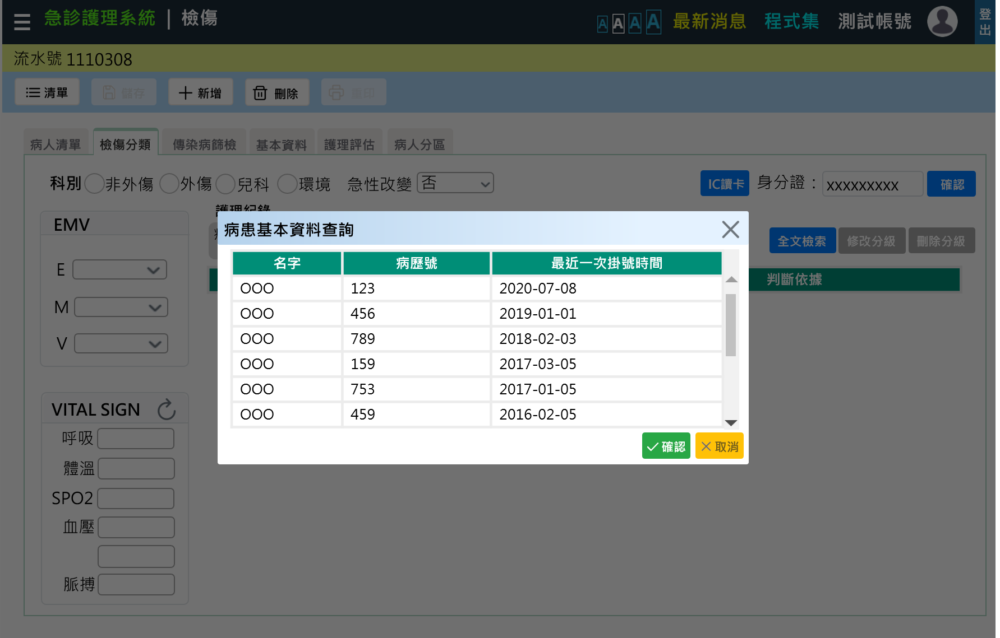 急診護理系統 | 檢傷
A A A A 最新消息 程式集 測試帳號 登出
流水號 1110308
清單 儲存 新增 刪除 重印
病人清單 檢傷分類 傳染病篩檢 基本資料 護理評估 病人分區
科別 非外傷 外傷 兒科 環境 急性改變 否 IC讀卡 身分證： xxxxxxxxx 確認
護理紀錄
EMV
E
M
V
全文檢索 修改分級 刪除分級
判斷依據
病患基本資料查詢
名字 病歷號 最近一次掛號時間
OOO 123 2020-07-08
OOO 456 2019-01-01
OOO 789 2018-02-03
OOO 159 2017-03-05
OOO 753 2017-01-05
OOO 459 2016-02-05
確認 取消
VITAL SIGN
呼吸
體溫
SPO2
血壓
脈搏